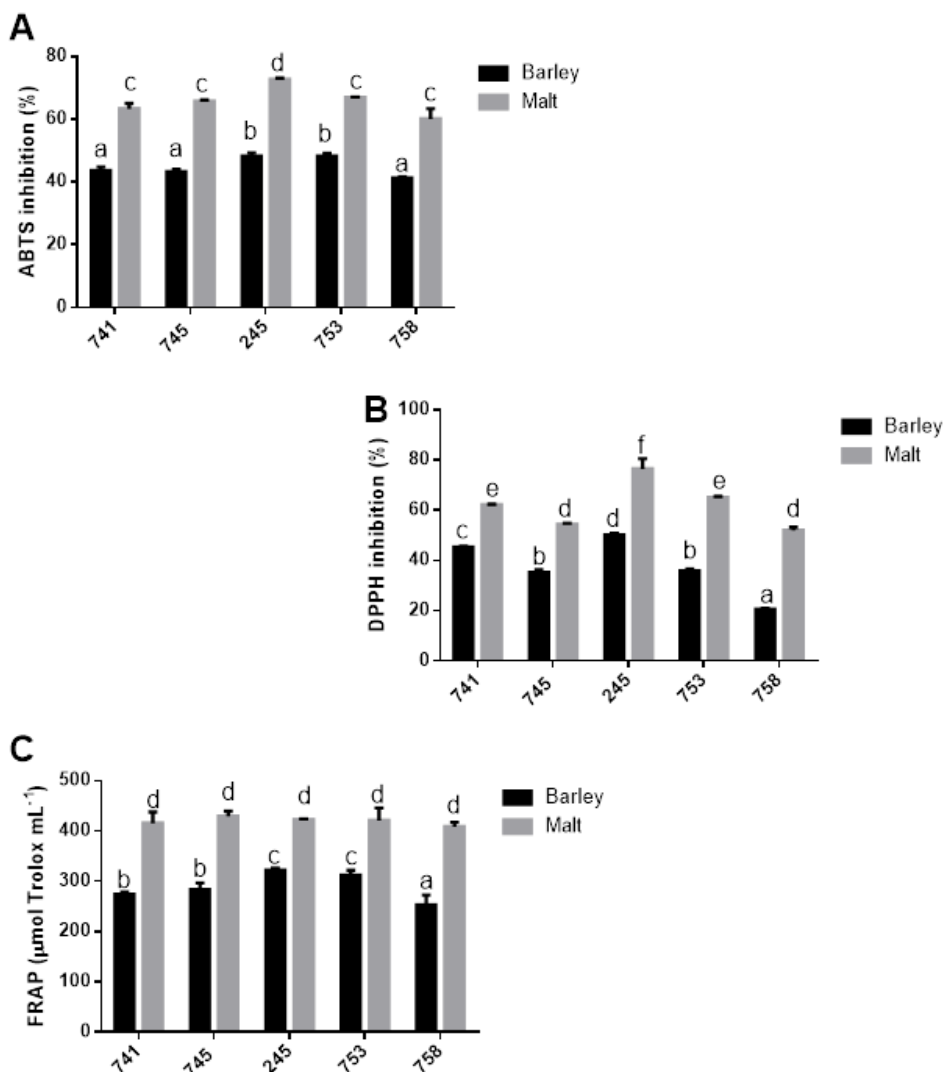 A
ABTS inhibition (%)
80
60
40
20
0
a c a c b d b c a c
741 745 245 753 758
Barley
Malt
B
DPPH inhibition (%)
100
80
60
40
20
0
c e b d d f b e a d
741 745 245 753 758
Barley
Malt
C
FRAP (μmol Trolox mL⁻¹)
500
400
300
200
100
0
b d b d c d c d a d
741 745 245 753 758
Barley
Malt